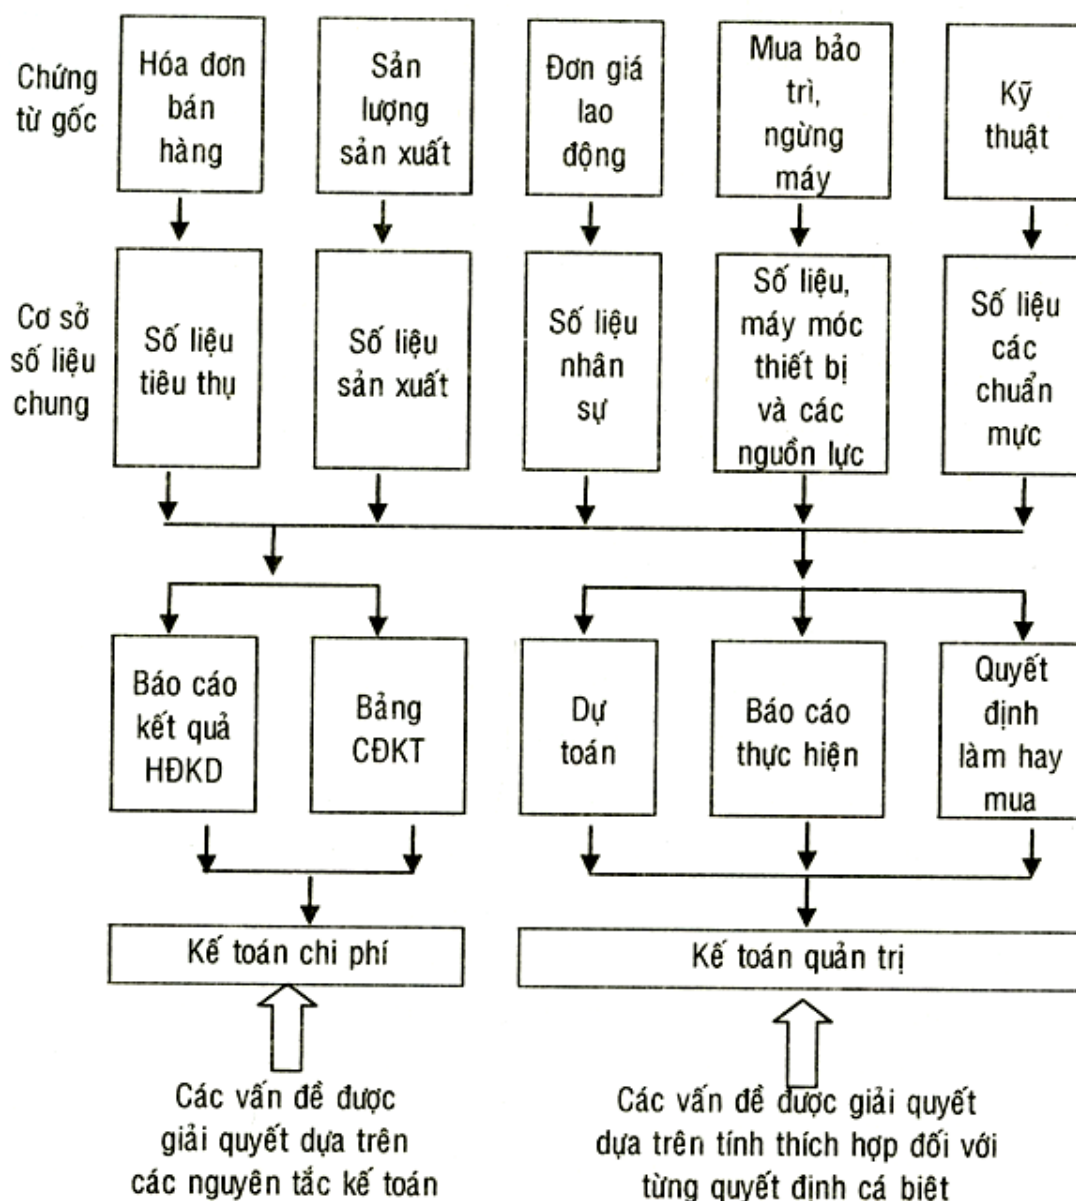 Chứng
từ gốc
Hóa đơn
bán
hàng
Sản
lượng
sản xuất
Đơn giá
lao
động
Mua bảo
trì,
ngừng
máy
Kỹ
thuật
Cơ sở
số liệu
chung
Số liệu
tiêu thụ
Số liệu
sản xuất
Số liệu
nhân
sự
Số liệu,
máy móc
thiết bị
và các
nguồn lực
Số liệu
các
chuẩn
mực
Báo cáo
kết quả
HĐKD
Bảng
CĐKT
Dự
toán
Báo cáo
thực hiện
Quyết
định
làm hay
mua
Kế toán chi phí
Kế toán quản trị
Các vấn đề được
giải quyết dựa trên
các nguyên tắc kế toán
Các vấn đề được giải quyết
dựa trên tính thích hợp đối với
từng quyết định cá biệt